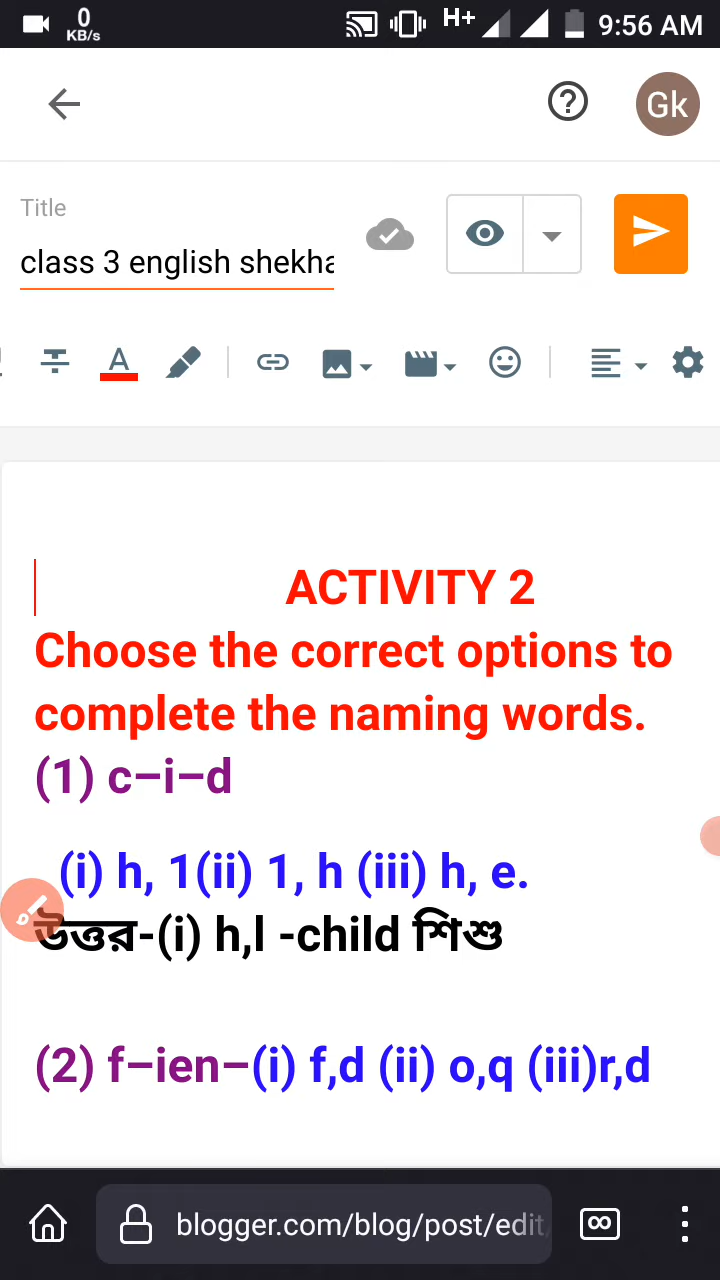 0
KB/s
H+
9:56 AM
Gk
Title
class 3 english shekha
A
ACTIVITY 2
Choose the correct options to
complete the naming words.
(1) c–i–d
(i) h, 1(ii) 1, h (iii) h, e.
উত্তর-(i) h,l -child শিশু
(2) f–ien–(i) f,d (ii) o,q (iii)r,d
blogger.com/blog/post/edit